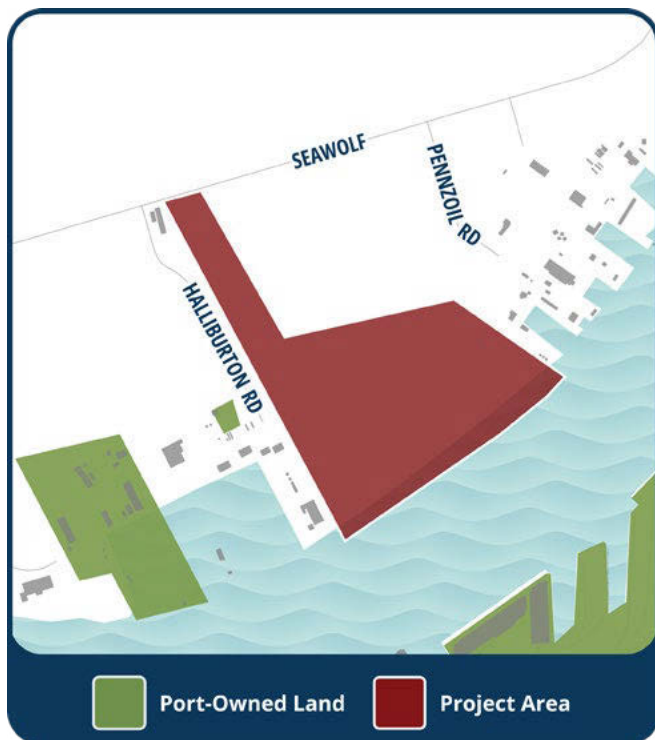 SEAWOLF
PENNZOIL RD
HALLIBURTON RD
Port-Owned Land
Project Area